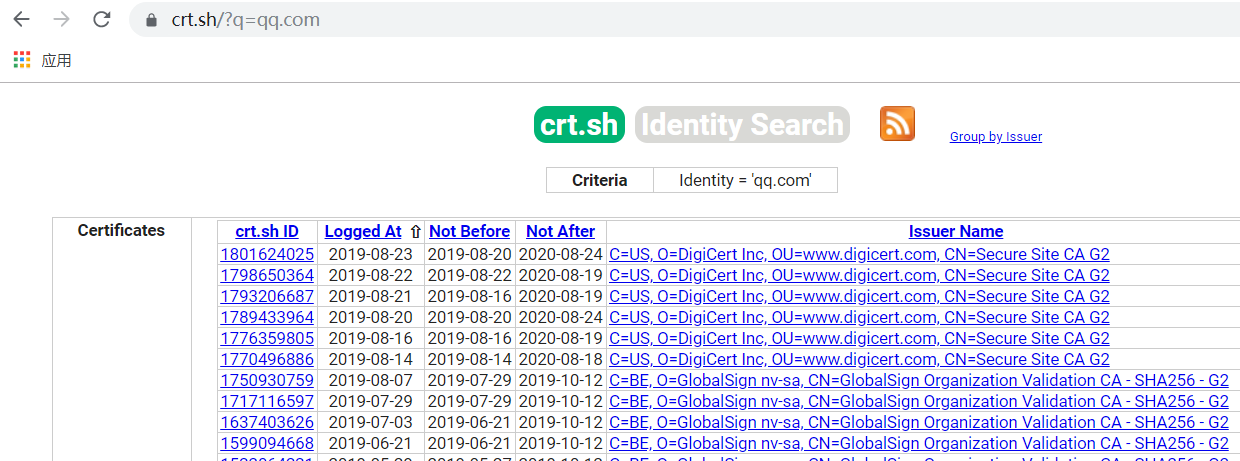 crt.sh/?q=qq.com
应用
crt.sh Identity Search Group by Issuer
Criteria Identity = 'qq.com'
Certificates crt.sh ID Logged At ⇧ Not Before Not After Issuer Name
1801624025 2019-08-23 2019-08-20 2020-08-24 C=US, O=DigiCert Inc, OU=www.digicert.com, CN=Secure Site CA G2
1798650364 2019-08-22 2019-08-22 2020-08-19 C=US, O=DigiCert Inc, OU=www.digicert.com, CN=Secure Site CA G2
1793206687 2019-08-21 2019-08-16 2020-08-19 C=US, O=DigiCert Inc, OU=www.digicert.com, CN=Secure Site CA G2
1789433964 2019-08-20 2019-08-20 2020-08-24 C=US, O=DigiCert Inc, OU=www.digicert.com, CN=Secure Site CA G2
1776359805 2019-08-16 2019-08-16 2020-08-19 C=US, O=DigiCert Inc, OU=www.digicert.com, CN=Secure Site CA G2
1770496886 2019-08-14 2019-08-14 2020-08-18 C=US, O=DigiCert Inc, OU=www.digicert.com, CN=Secure Site CA G2
1750930759 2019-08-07 2019-07-29 2019-10-12 C=BE, O=GlobalSign nv-sa, CN=GlobalSign Organization Validation CA - SHA256 - G2
1717116597 2019-07-29 2019-07-29 2019-10-12 C=BE, O=GlobalSign nv-sa, CN=GlobalSign Organization Validation CA - SHA256 - G2
1637403626 2019-07-03 2019-06-21 2019-10-12 C=BE, O=GlobalSign nv-sa, CN=GlobalSign Organization Validation CA - SHA256 - G2
1599094668 2019-06-21 2019-06-21 2019-10-12 C=BE, O=GlobalSign nv-sa, CN=GlobalSign Organization Validation CA - SHA256 - G2